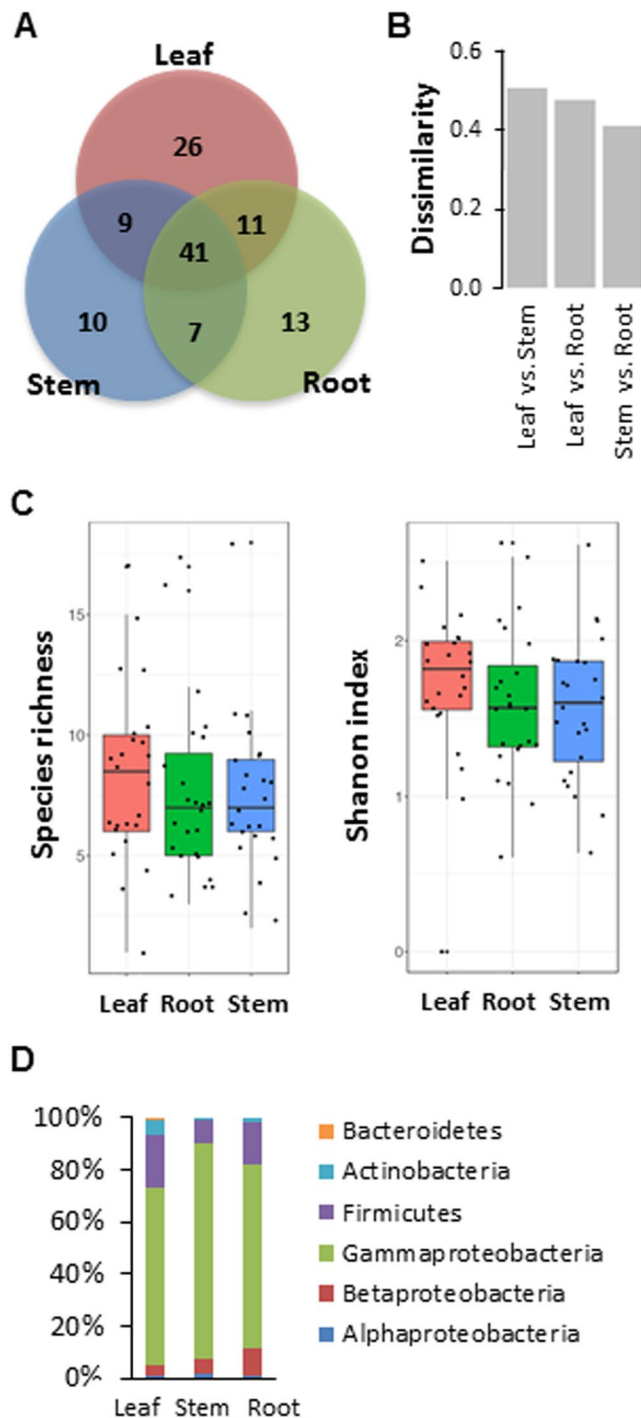 A
Leaf
26
9
11
41
10
7
13
Stem
Root
B
Dissimilarity
0.6
0.4
0.2
0.0
Leaf vs. Stem
Leaf vs. Root
Stem vs. Root
C
Species richness
15
10
5
Leaf Root Stem
Shanon index
2
1
0
Leaf Root Stem
D
100%
80%
60%
40%
20%
0%
Leaf Stem Root
Bacteroidetes
Actinobacteria
Firmicutes
Gammaproteobacteria
Betaproteobacteria
Alphaproteobacteria